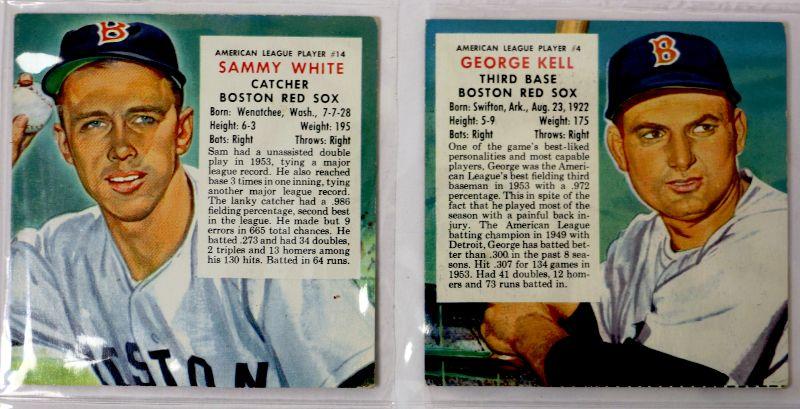 B
AMERICAN LEAGUE PLAYER #14
SAMMY WHITE
CATCHER
BOSTON RED SOX
Born: Wenatchee, Wash., 7-7-28
Height: 6-3 Weight: 195
Bats: Right Throws: Right
Sam had a unassisted double
play in 1953, tying a major
league record. He also reached
base 3 times in one inning, tying
another major league record.
The lanky catcher had a .986
fielding percentage, second best
in the league. He made but 9
errors in 665 total chances. He
batted .273 and had 34 doubles,
2 triples and 13 homers among
his 130 hits. Batted in 64 runs.
USTON
B
AMERICAN LEAGUE PLAYER #4
GEORGE KELL
THIRD BASE
BOSTON RED SOX
Born: Swifton, Ark., Aug. 23, 1922
Height: 5-9 Weight: 175
Bats: Right Throws: Right
One of the game's best-liked
personalities and most capable
players, George was the Ameri-
can League's best fielding third
baseman in 1953 with a .972
percentage. This in spite of the
fact that he played most of the
season with a painful back in-
jury. The American League
batting champion in 1949 with
Detroit, George has batted bet-
ter than .300 in the past 8 sea-
sons. Hit .307 for 134 games in
1953. Had 41 doubles, 12 hom-
ers and 73 runs batted in.